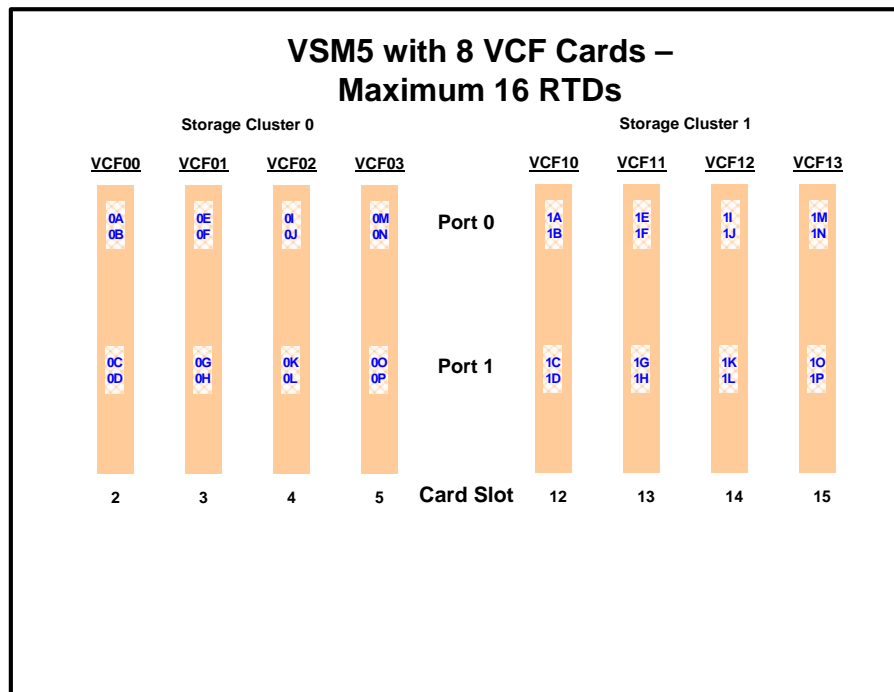 VSM5 with 8 VCF Cards –
Maximum 16 RTDs
Storage Cluster 0 Storage Cluster 1
VCF00 VCF01 VCF02 VCF03 VCF10 VCF11 VCF12 VCF13
0A 0E 0I 0M Port 0 1A 1E 1I 1M
0B 0F 0J 0N 1B 1F 1J 1N
0C 0G 0K 0O Port 1 1C 1G 1K 1O
0D 0H 0L 0P 1D 1H 1L 1P
2 3 4 5 Card Slot 12 13 14 15